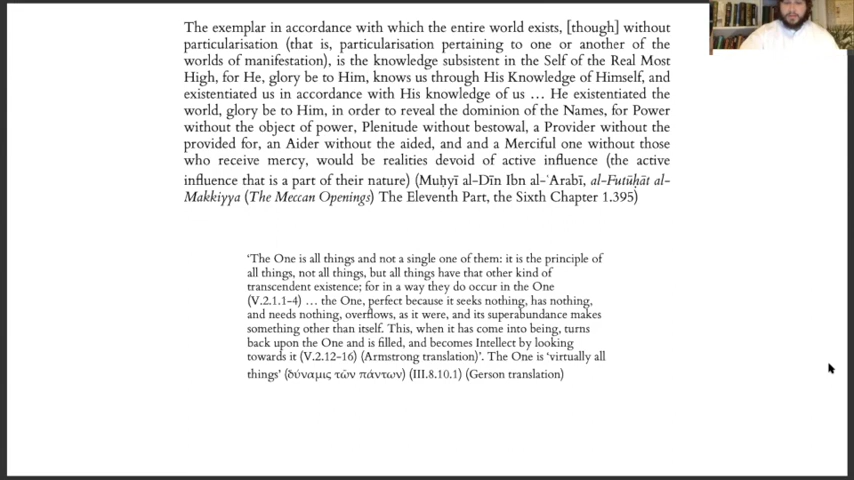 The exemplar in accordance with which the entire world exists, [though] without
particularisation (that is, particularisation pertaining to one or another of the
worlds of manifestation), is the knowledge subsistent in the Self of the Real Most
High, for He, glory be to Him, knows us through His Knowledge of Himself, and
existentiated us in accordance with His knowledge of us … He existentiated the
world, glory be to Him, in order to reveal the dominion of the Names, for Power
without the object of power, Plenitude without bestowal, a Provider without the
provided for, an Aider without the aided, and and a Merciful one without those
who receive mercy, would be realities devoid of active influence (the active
influence that is a part of their nature) (Muḥyī al-Dīn Ibn al-ʿArabī, al-Futūḥāt al-
Makkiyya (The Meccan Openings) The Eleventh Part, the Sixth Chapter 1.395)
‘The One is all things and not a single one of them: it is the principle of
all things, not all things, but all things have that other kind of
transcendent existence; for in a way they do occur in the One
(V.2.1.1-4) … the One, perfect because it seeks nothing, has nothing,
and needs nothing, overflows, as it were, and its superabundance makes
something other than itself. This, when it has come into being, turns
back upon the One and is filled, and becomes Intellect by looking
towards it (V.2.12-16) (Armstrong translation)’. The One is ‘virtually all
things’ (δύναμις τῶν πάντων) (III.8.10.1) (Gerson translation)